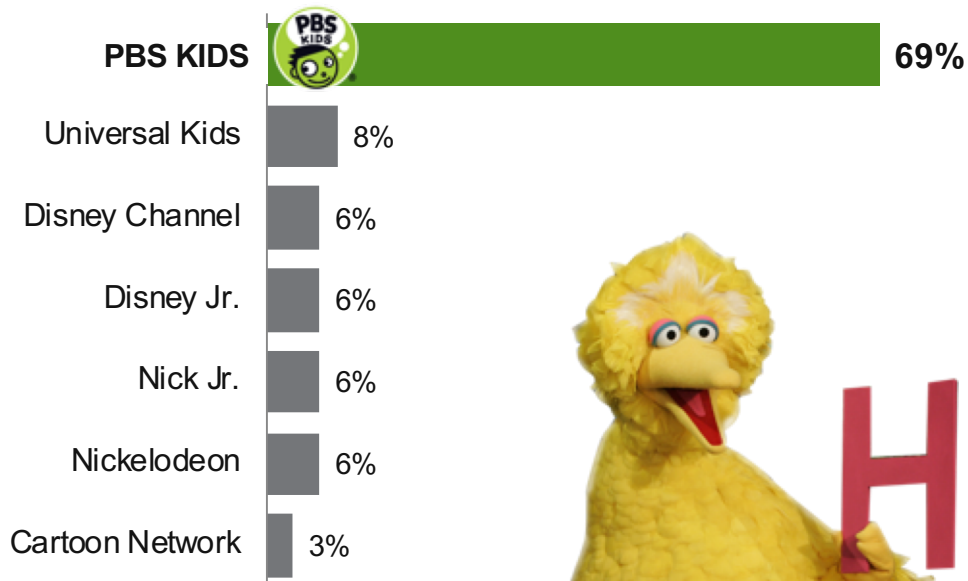 PBS KIDS PBS KIDS 69%
Universal Kids 8%
Disney Channel 6%
Disney Jr. 6%
Nick Jr. 6%
Nickelodeon 6%
Cartoon Network 3%
H